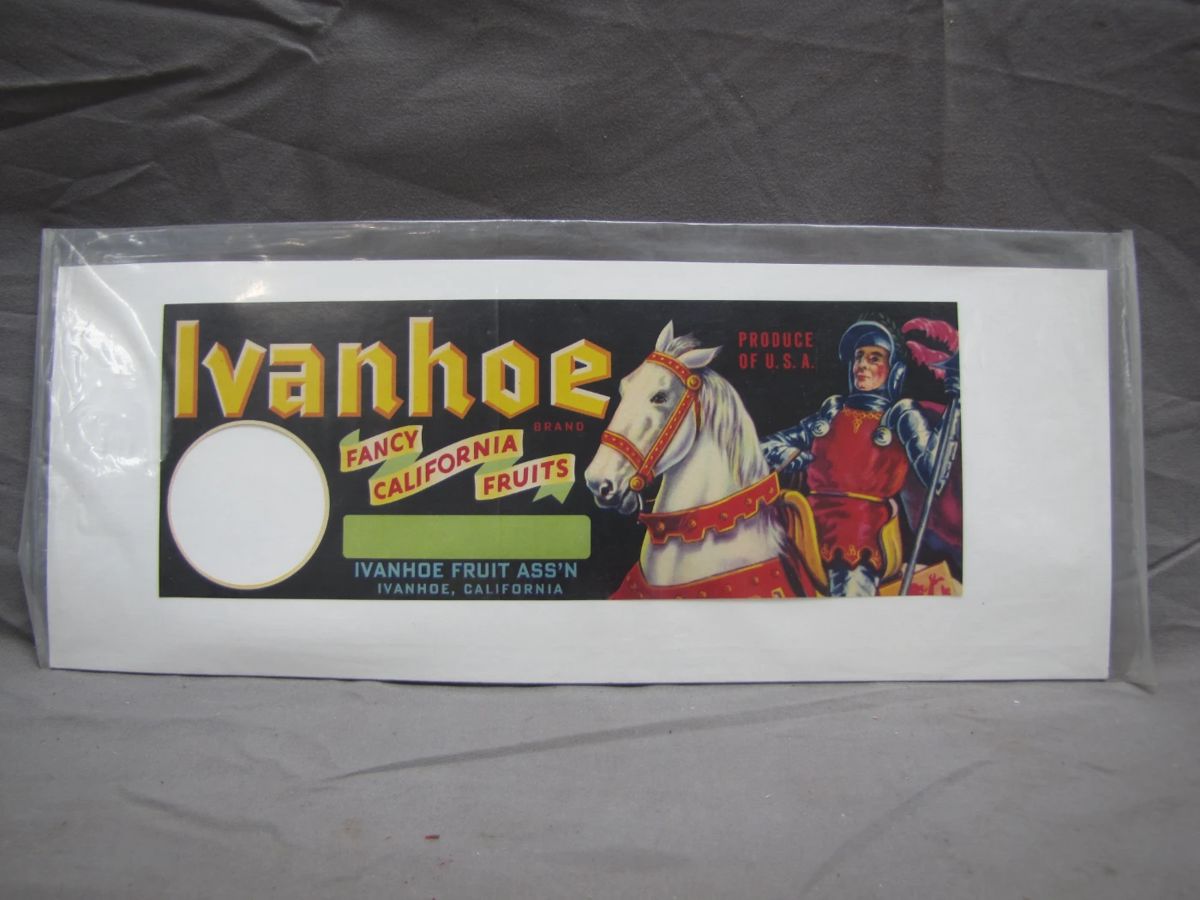 Ivanhoe
BRAND
FANCY
CALIFORNIA
FRUITS
IVANHOE FRUIT ASS'N
IVANHOE, CALIFORNIA
PRODUCE
OF U.S.A.